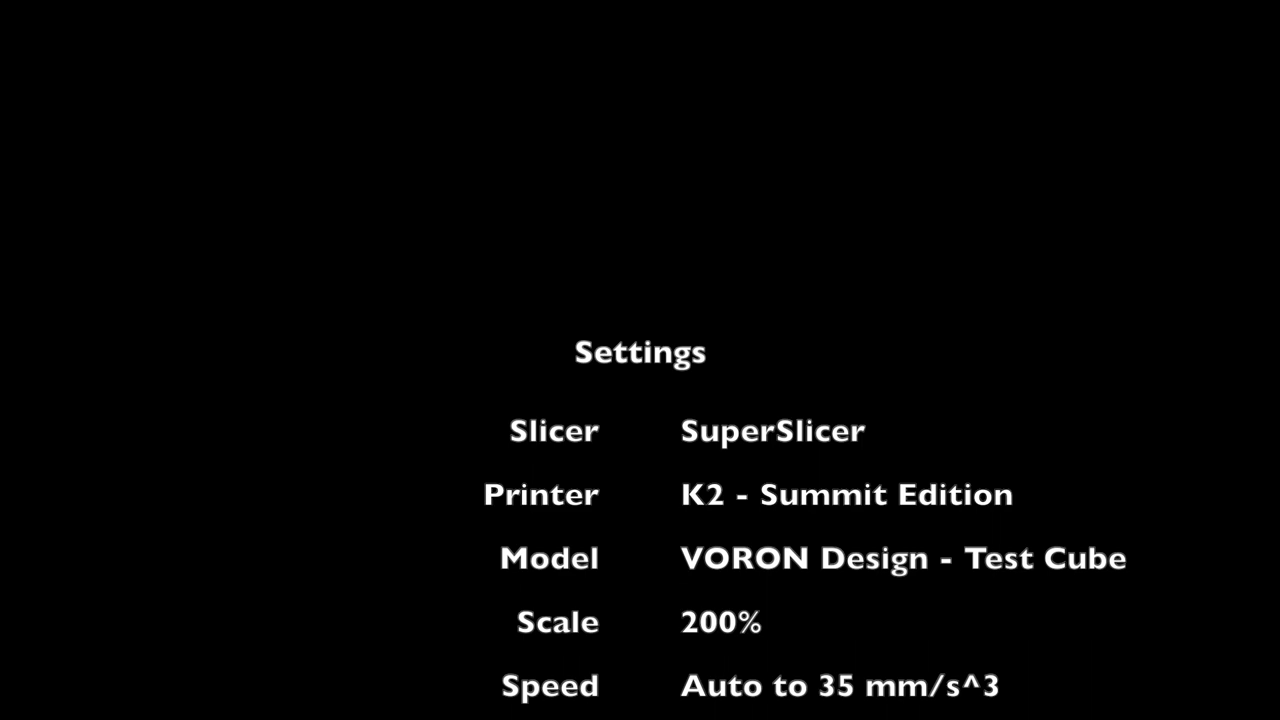 Settings
Slicer SuperSlicer
Printer K2 - Summit Edition
Model VORON Design - Test Cube
Scale 200%
Speed Auto to 35 mm/s^3